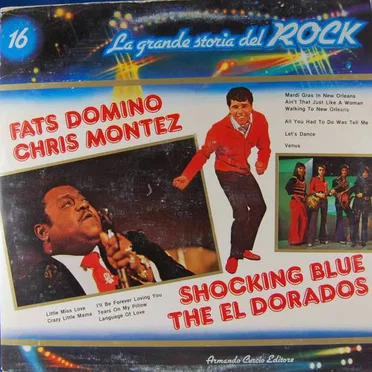 16
La grande storia del ROCK
FATS DOMINO
CHRIS MONTEZ
Mardi Gras In New Orleans
Ain't That Just Like a Woman
Walking To New Orleans
All You Had To Do Was Tell Me
Let's Dance
Venus
Little Miss Love
Crazy Little Mama
I'll Be Forever Loving You
Tears On My Pillow
Language Of Love
SHOCKING BLUE
THE EL DORADOS
Armando Curcio Editore